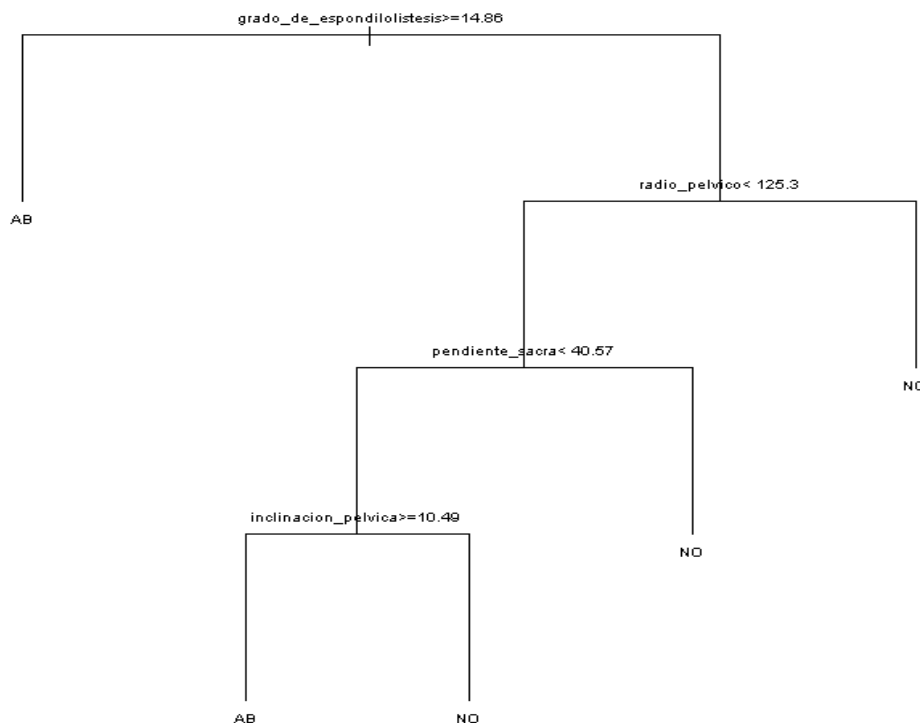 grado_de_espondilolistesis>=14.86
radio_pelvico< 125.3
AB
pendiente_sacra< 40.57
NO
inclinacion_pelvica>=10.49
NO
AB
NO